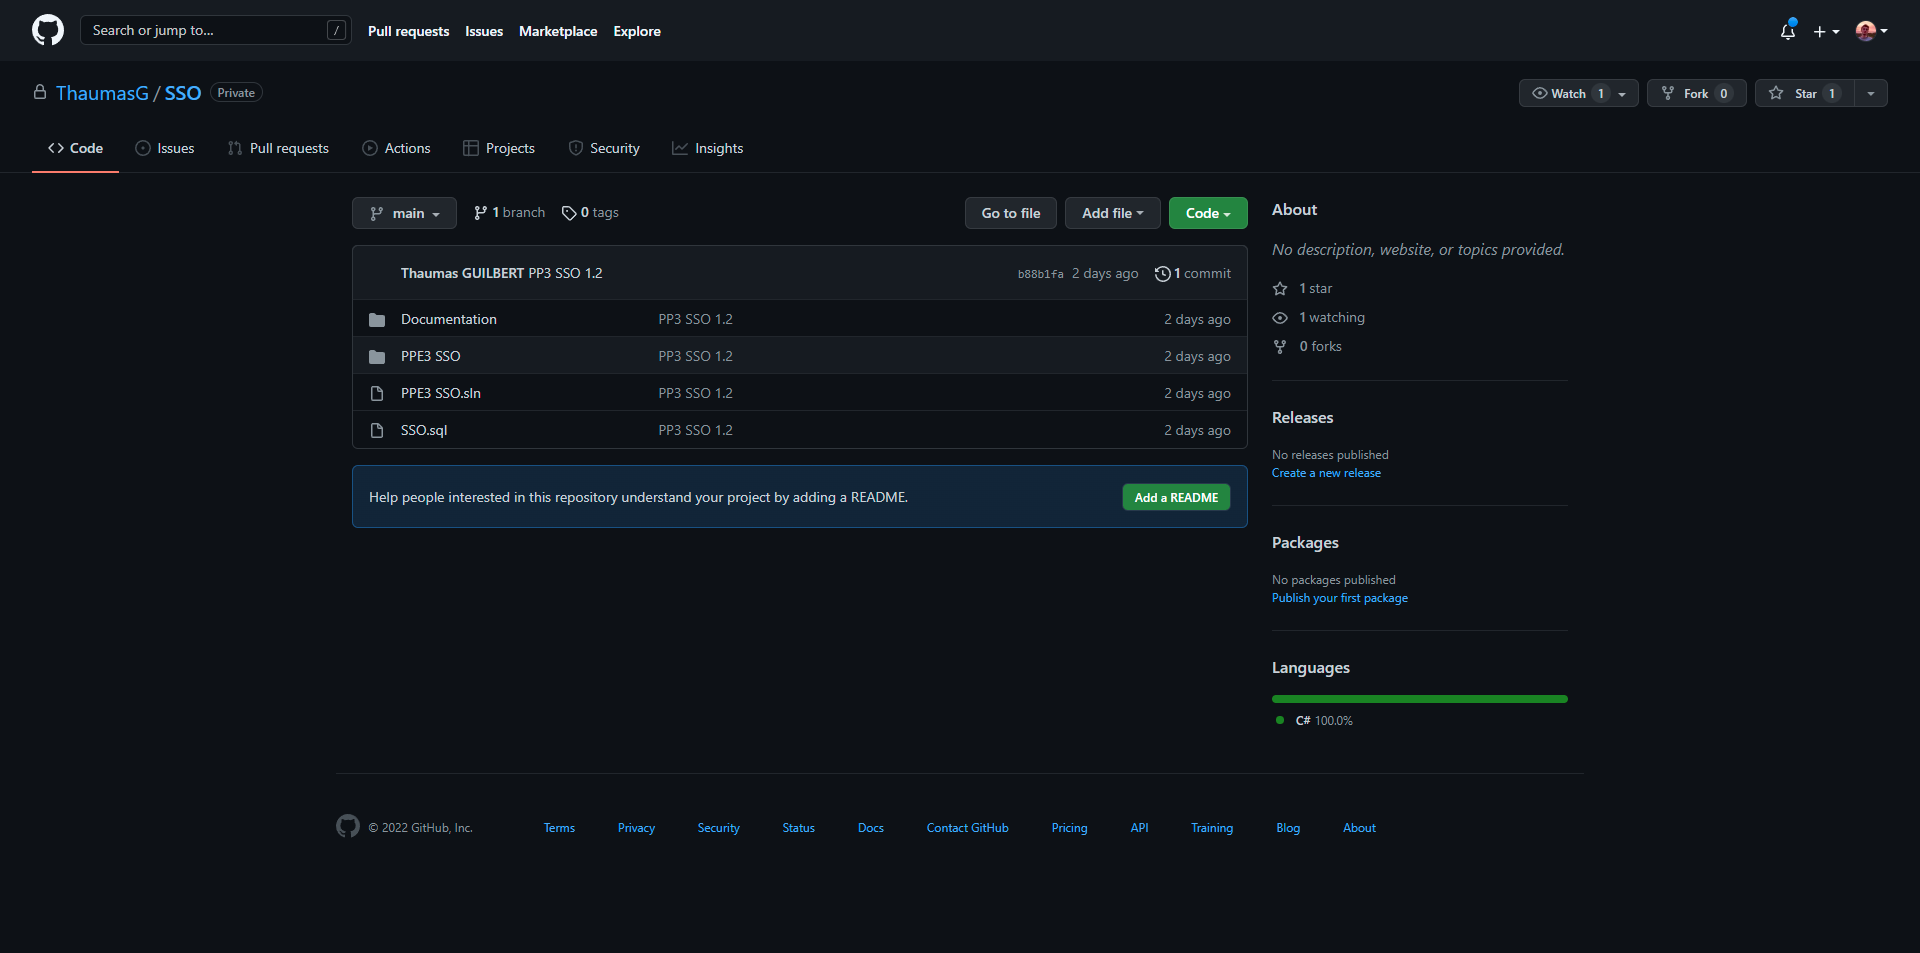 Search or jump to... /
Pull requests Issues Marketplace Explore
ThaumasG / SSO Private
Watch 1 Fork 0 Star 1
Code Issues Pull requests Actions Projects Security Insights
main 1 branch 0 tags Go to file Add file Code
Thaumas GUILBERT PP3 SSO 1.2 b88b1fa 2 days ago 1 commit
Documentation PP3 SSO 1.2 2 days ago
PPE3 SSO PP3 SSO 1.2 2 days ago
PPE3 SSO.sln PP3 SSO 1.2 2 days ago
SSO.sql PP3 SSO 1.2 2 days ago
Help people interested in this repository understand your project by adding a README. Add a README
About
No description, website, or topics provided.
1 star
1 watching
0 forks
Releases
No releases published
Create a new release
Packages
No packages published
Publish your first package
Languages
C# 100.0%
© 2022 GitHub, Inc. Terms Privacy Security Status Docs Contact GitHub Pricing API Training Blog About